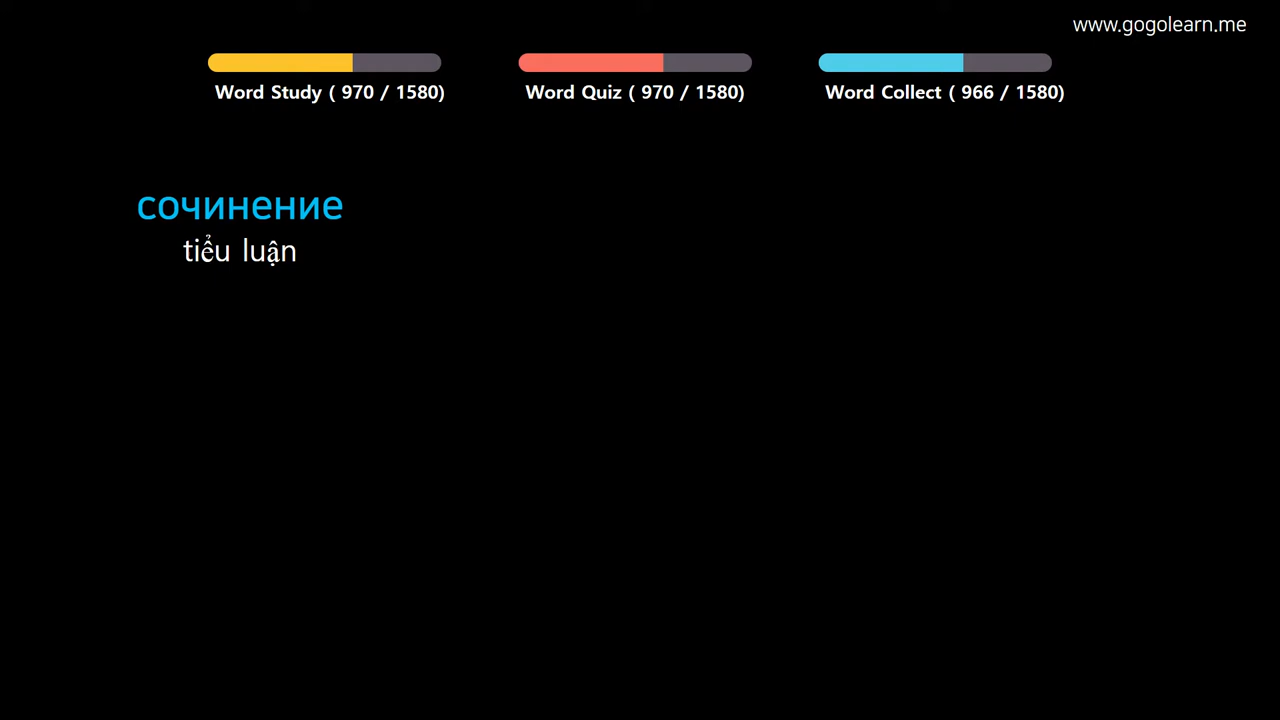 www.gogolearn.me
Word Study ( 970 / 1580)
Word Quiz ( 970 / 1580)
Word Collect ( 966 / 1580)
сочинение
tiểu luận